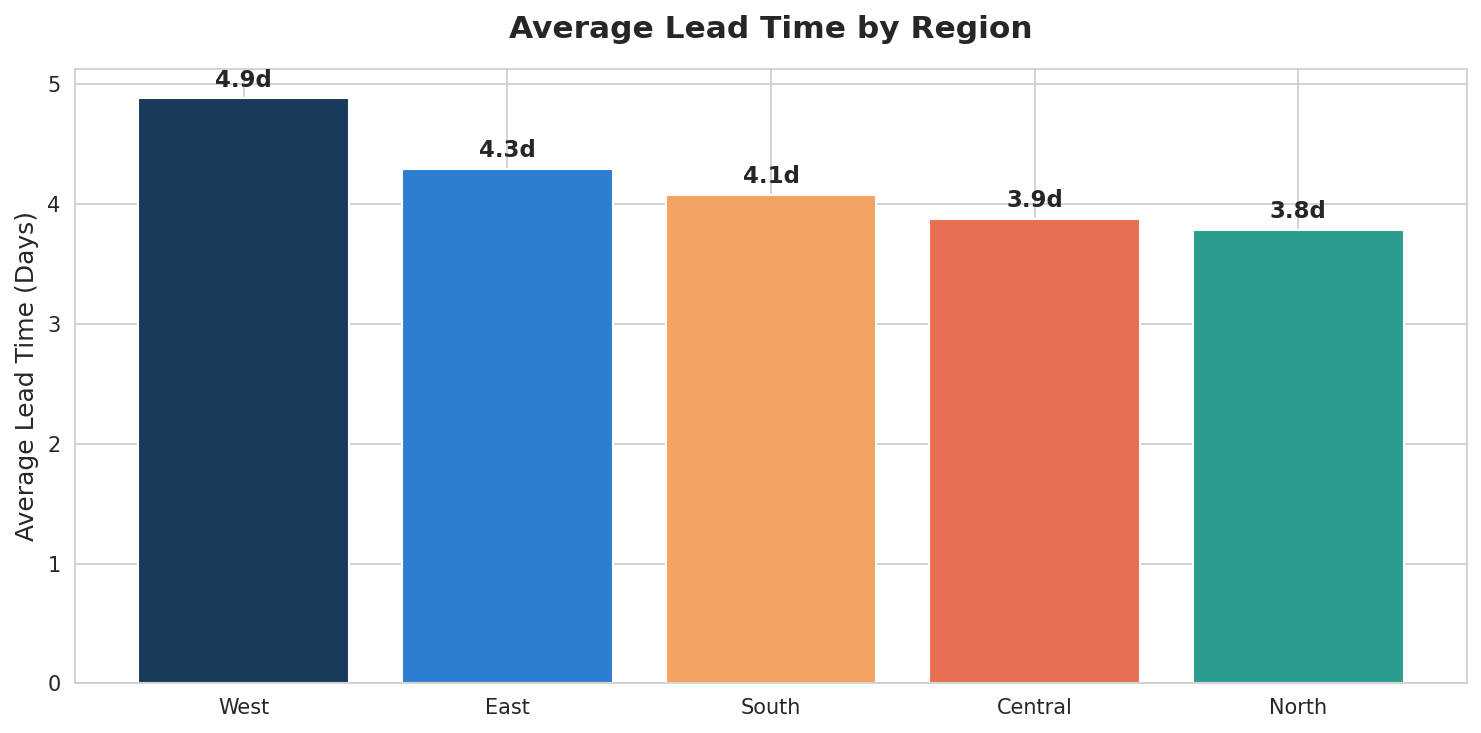 Average Lead Time by Region
Average Lead Time (Days)
5
4
3
2
1
0
4.9d
4.3d
4.1d
3.9d
3.8d
West
East
South
Central
North